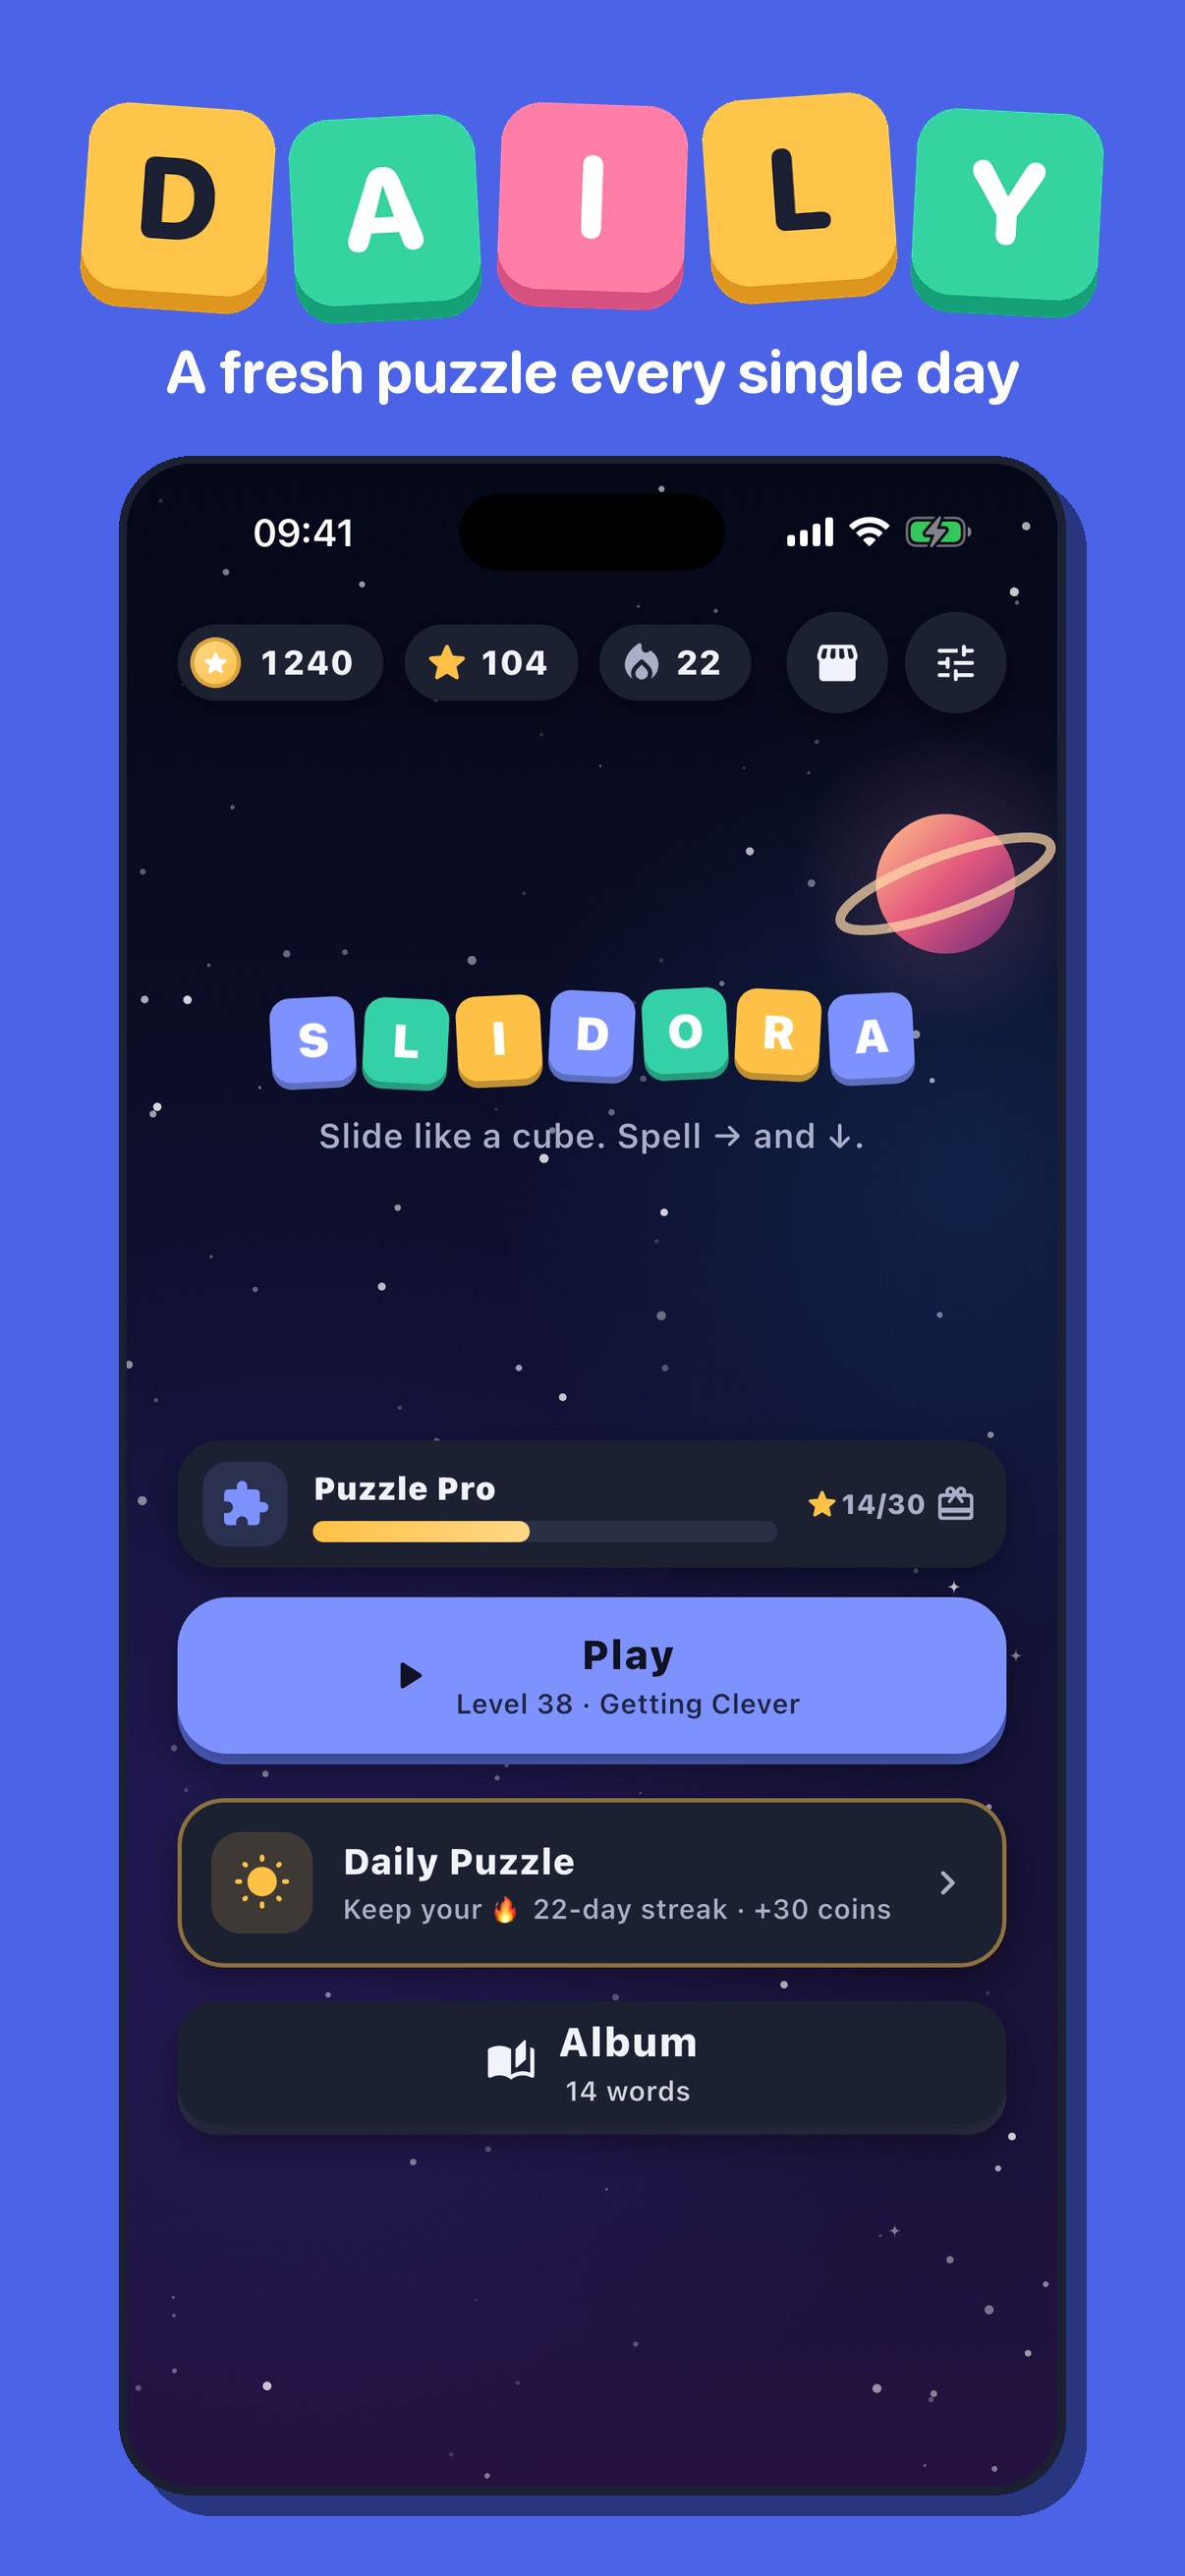 DAILY
A fresh puzzle every single day
09:41
1240 104 22
SLIDORA
Slide like a cube. Spell → and ↓.
Puzzle Pro
14/30
Play
Level 38 · Getting Clever
Daily Puzzle
Keep your 🔥 22-day streak · +30 coins
Album
14 words